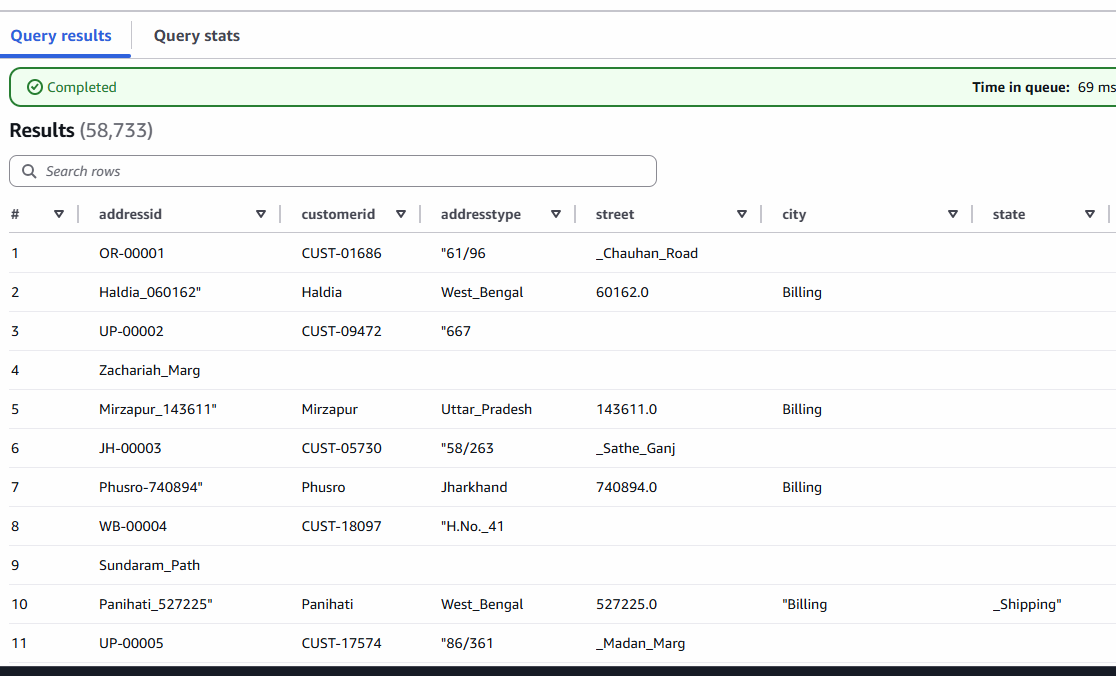 Query results Query stats
Completed Time in queue: 69 ms
Results (58,733)
Search rows
# addressid customerid addresstype street city state
1 OR-00001 CUST-01686 "61/96 _Chauhan_Road
2 Haldia_060162" Haldia West_Bengal 60162.0 Billing
3 UP-00002 CUST-09472 "667
4 Zachariah_Marg
5 Mirzapur_143611" Mirzapur Uttar_Pradesh 143611.0 Billing
6 JH-00003 CUST-05730 "58/263 _Sathe_Ganj
7 Phusro-740894" Phusro Jharkhand 740894.0 Billing
8 WB-00004 CUST-18097 "H.No._41
9 Sundaram_Path
10 Panihati_527225" Panihati West_Bengal 527225.0 "Billing _Shipping"
11 UP-00005 CUST-17574 "86/361 _Madan_Marg